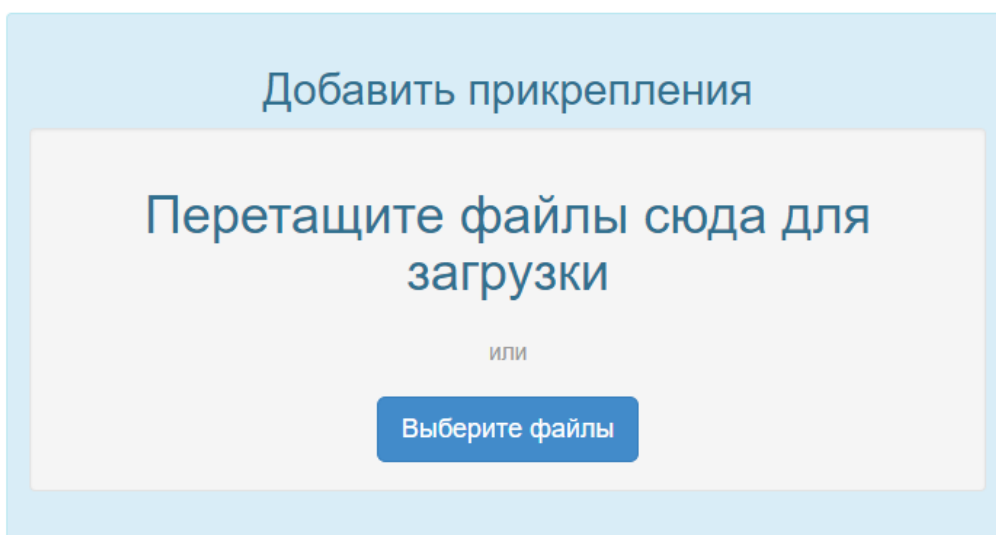 Добавить прикрепления
Перетащите файлы сюда для
загрузки
или
Выберите файлы